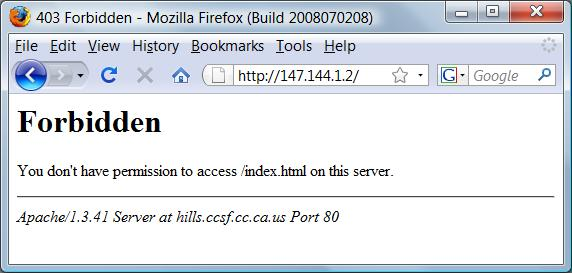 403 Forbidden - Mozilla Firefox (Build 2008070208)
File Edit View History Bookmarks Tools Help
http://147.144.1.2/ G Google
Forbidden
You don't have permission to access /index.html on this server.
Apache/1.3.41 Server at hills.ccsf.cc.ca.us Port 80